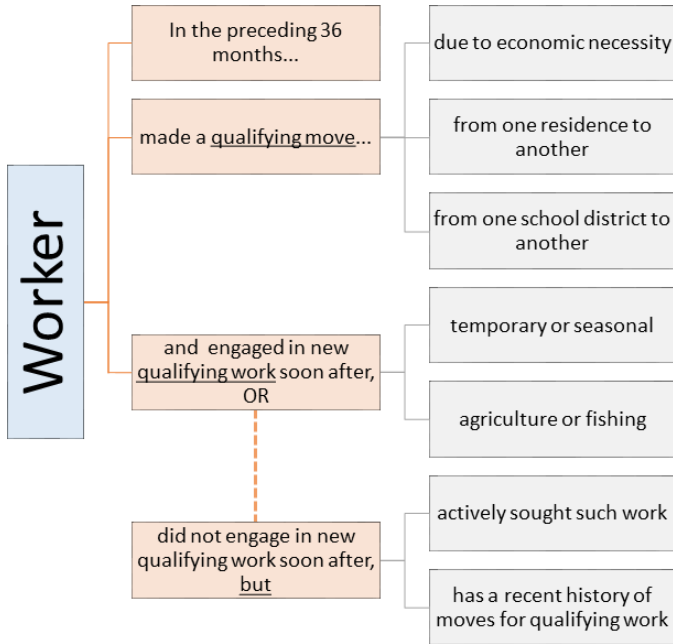 Worker
In the preceding 36
months...
made a qualifying move...
due to economic necessity
from one residence to
another
from one school district to
another
and engaged in new
qualifying work soon after,
OR
temporary or seasonal
agriculture or fishing
did not engage in new
qualifying work soon after,
but
actively sought such work
has a recent history of
moves for qualifying work